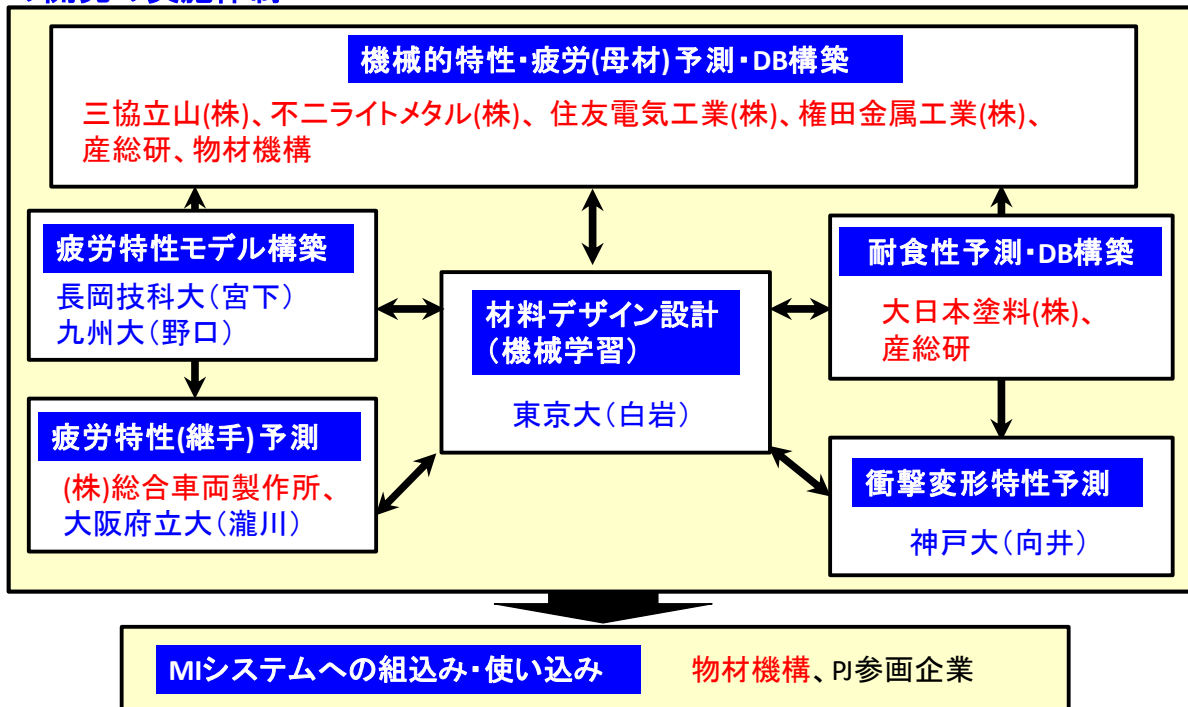 機械的特性・疲労(母材)予測・DB構築
三協立山(株)、不二ライトメタル(株)、住友電気工業(株)、権田金属工業(株)、
産総研、物材機構
疲労特性モデル構築
長岡技科大(宮下)
九州大(野口)
疲労特性(継手)予測
(株)総合車両製作所、
大阪府立大(瀧川)
材料デザイン設計
(機械学習)
東京大(白岩)
耐食性予測・DB構築
大日本塗料(株)、
産総研
衝撃変形特性予測
神戸大(向井)
MIシステムへの組込み・使い込み
物材機構、PJ参画企業